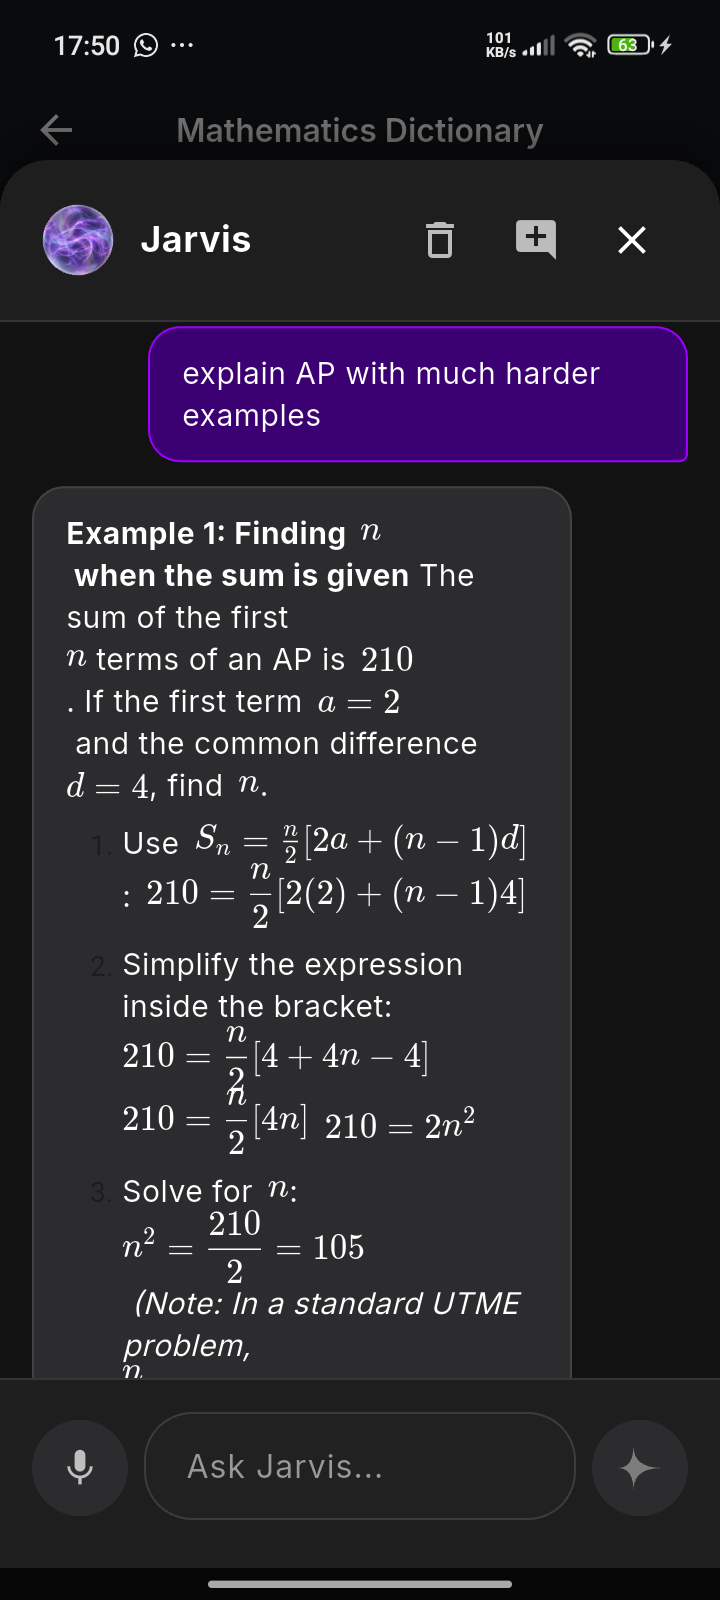 17:50
101
KB/s
63
Mathematics Dictionary
Jarvis
explain AP with much harder
examples
Example 1: Finding n
when the sum is given The
sum of the first
n terms of an AP is 210
. If the first term a = 2
and the common difference
d = 4, find n.
1. Use Sₙ = n/2[2a + (n − 1)d]
: 210 = n/2[2(2) + (n − 1)4]
2. Simplify the expression
inside the bracket:
210 = n/2[4 + 4n − 4]
210 = n/2[4n] 210 = 2n²
3. Solve for n:
n² = 210/2 = 105
(Note: In a standard UTME
problem,
n
Ask Jarvis...